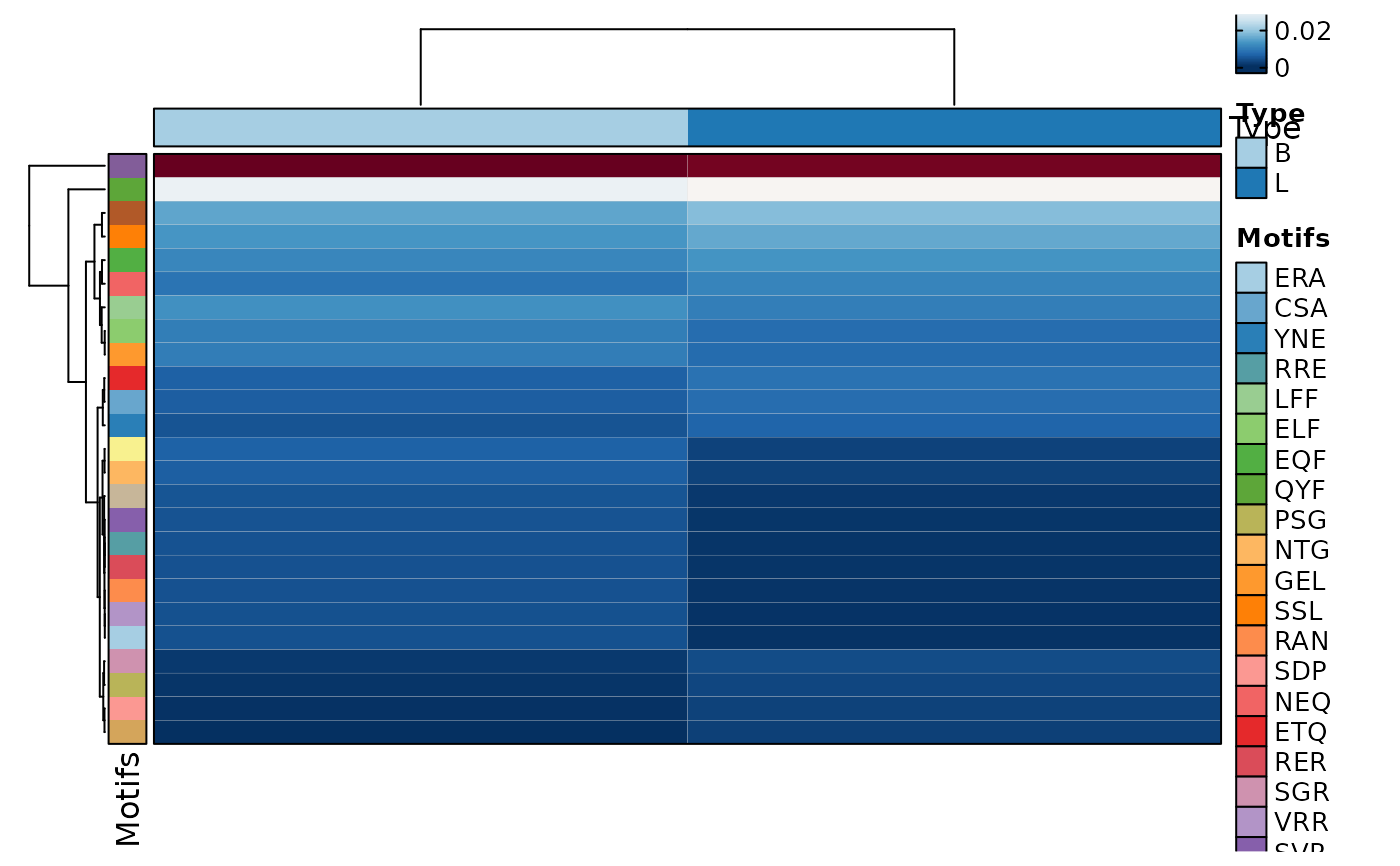 0.02
0
Type
Type
B
L
Motifs
ERA
CSA
YNE
RRE
LFF
ELF
EQF
QYF
PSG
NTG
GEL
SSL
RAN
SDP
NEQ
ETQ
RER
SGR
VRR
Motifs